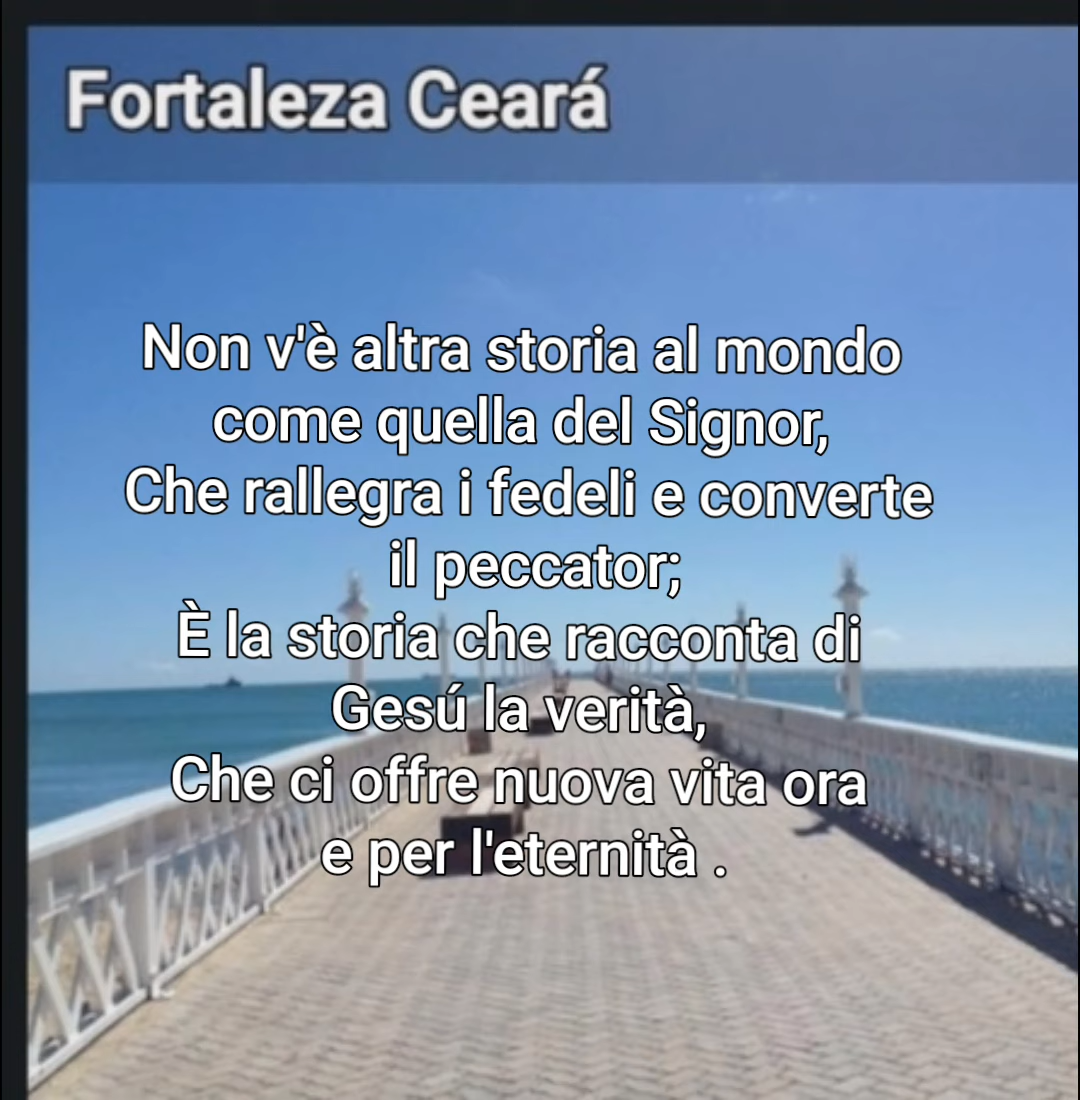 Fortaleza Ceará
Non v'è altra storia al mondo
come quella del Signor,
Che rallegra i fedeli e converte
il peccator;
È la storia che racconta di
Gesú la verità,
Che ci offre nuova vita ora
e per l'eternità .